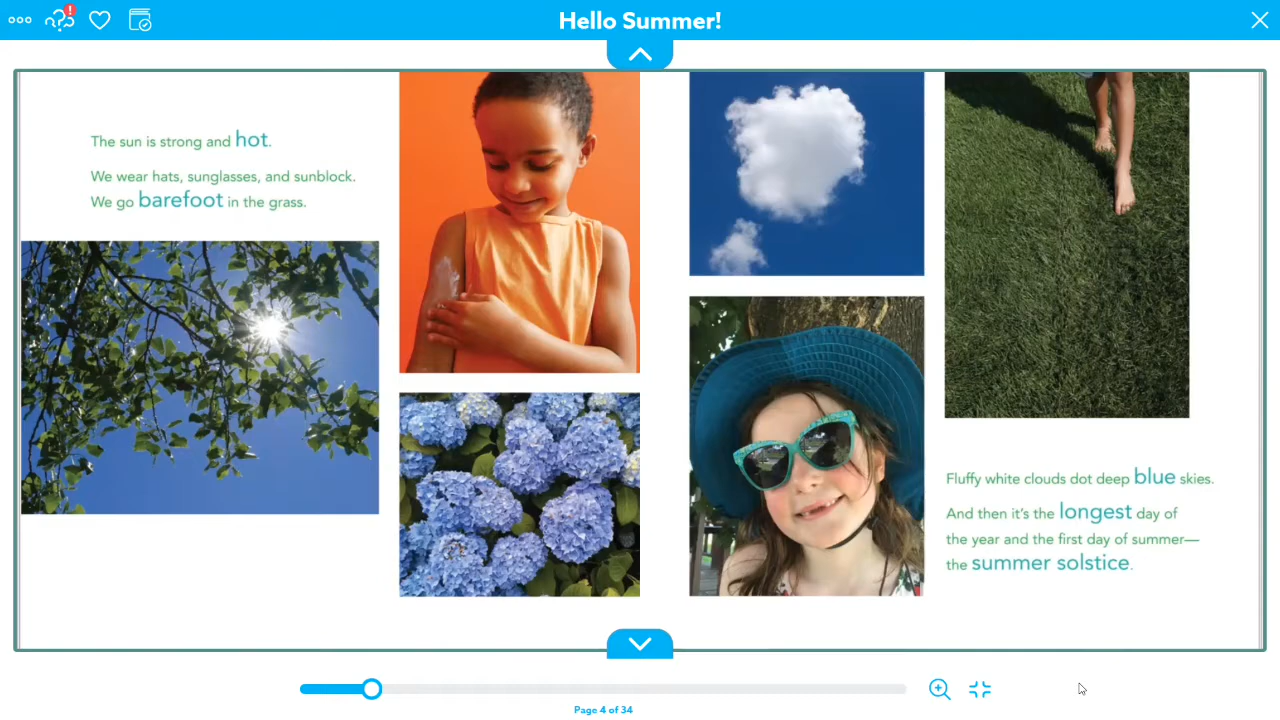 Hello Summer!
The sun is strong and hot.
We wear hats, sunglasses, and sunblock.
We go barefoot in the grass.
Fluffy white clouds dot deep blue skies.
And then it's the longest day of
the year and the first day of summer—
the summer solstice.
Page 4 of 34